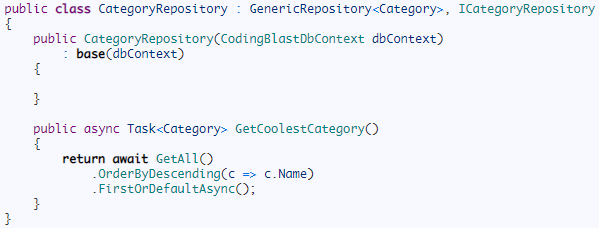 public class CategoryRepository : GenericRepository<Category>, ICategoryRepository
{
    public CategoryRepository(CodingBlastDbContext dbContext)
        : base(dbContext)
    {

    }

    public async Task<Category> GetCoolestCategory()
    {
        return await GetAll()
            .OrderByDescending(c => c.Name)
            .FirstOrDefaultAsync();
    }
}